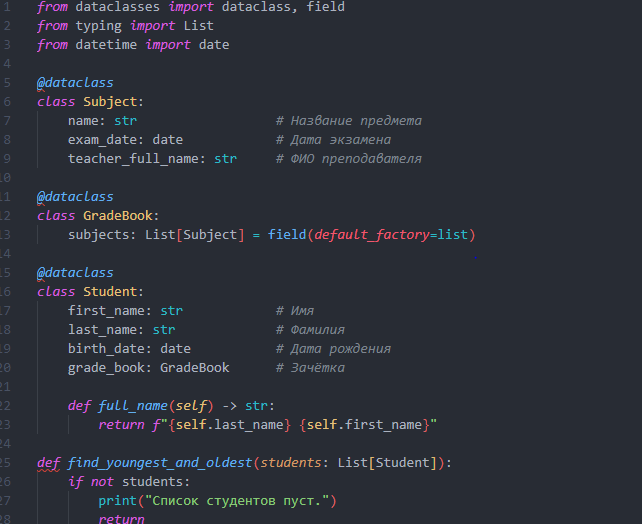 1 from dataclasses import dataclass, field
2 from typing import List
3 from datetime import date
4
5 @dataclass
6 class Subject:
7     name: str                  # Название предмета
8     exam_date: date            # Дата экзамена
9     teacher_full_name: str     # ФИО преподавателя
10
11 @dataclass
12 class GradeBook:
13     subjects: List[Subject] = field(default_factory=list)
14
15 @dataclass
16 class Student:
17     first_name: str            # Имя
18     last_name: str             # Фамилия
19     birth_date: date           # Дата рождения
20     grade_book: GradeBook      # Зачётка
21
22     def full_name(self) -> str:
23         return f"{self.last_name} {self.first_name}"
24
25 def find_youngest_and_oldest(students: List[Student]):
26     if not students:
27         print("Список студентов пуст.")
28         return